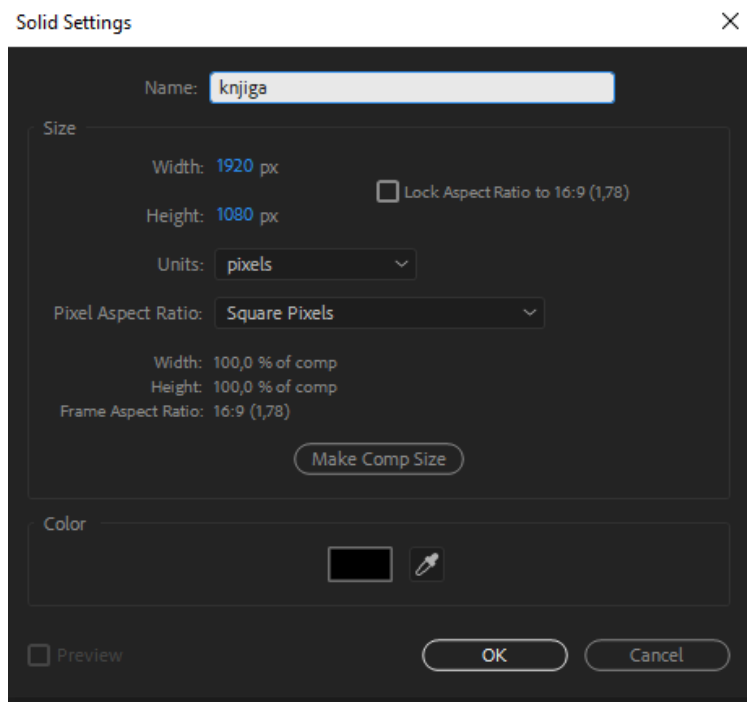 Solid Settings
Name: knjiga
Size
Width: 1920 px
Lock Aspect Ratio to 16:9 (1,78)
Height: 1080 px
Units: pixels
Pixel Aspect Ratio: Square Pixels
Width: 100,0 % of comp
Height: 100,0 % of comp
Frame Aspect Ratio: 16:9 (1,78)
Make Comp Size
Color
Preview
OK
Cancel